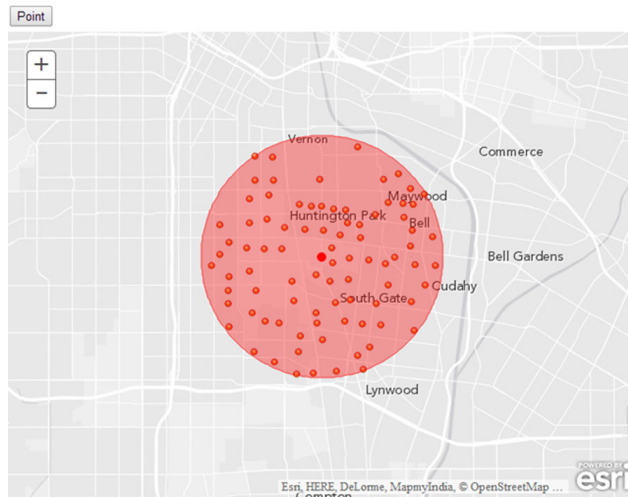 Point
+
−
Vernon
Commerce
Maywood
Huntington Park
Bell
Bell Gardens
Cudahy
South Gate
Lynwood
Compton
Esri, HERE, DeLorme, MapmyIndia, © OpenStreetMap ...
POWERED BY
esri